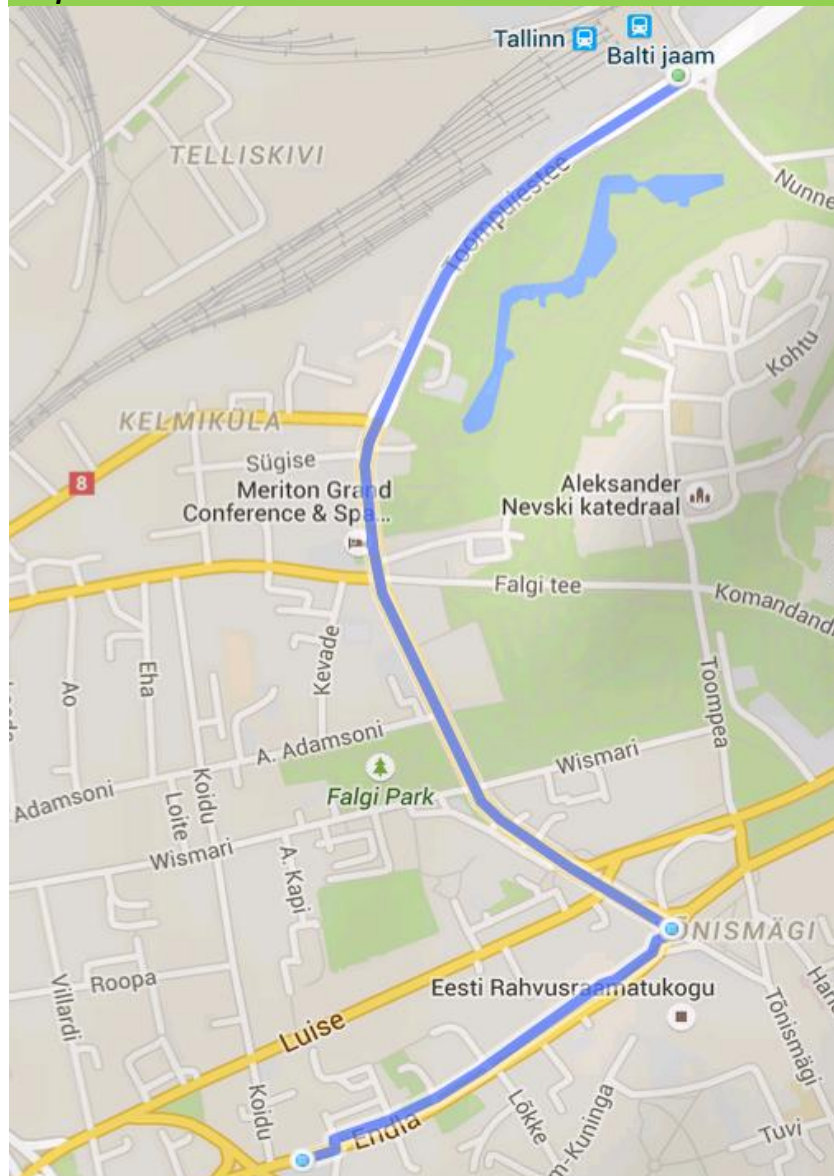 Tallinn
Balti jaam
TELLISKIVI
Nunne
Toompuiestee
Kohtu
KELMIKÜLA
Sügise
8
Meriton Grand
Conference & Spa...
Aleksander
Nevski katedraal
Falgi tee
Komandandi
Kevade
Eha
Ao
Toompea
A. Adamsoni
Wismari
Falgi Park
Adamsoni
Koidu
Loite
Wismari
A. Kapi
ÕNISMÄGI
Roopa
Eesti Rahvusraamatukogu
Villardi
Luise
Tõnismägi
Koidu
Endla
Lõkke
m-Kuninga
Tuvi